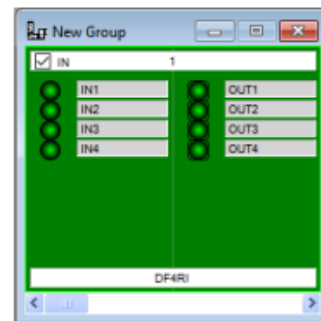 New Group
IN 1
IN1 OUT1
IN2 OUT2
IN3 OUT3
IN4 OUT4
DF4RI